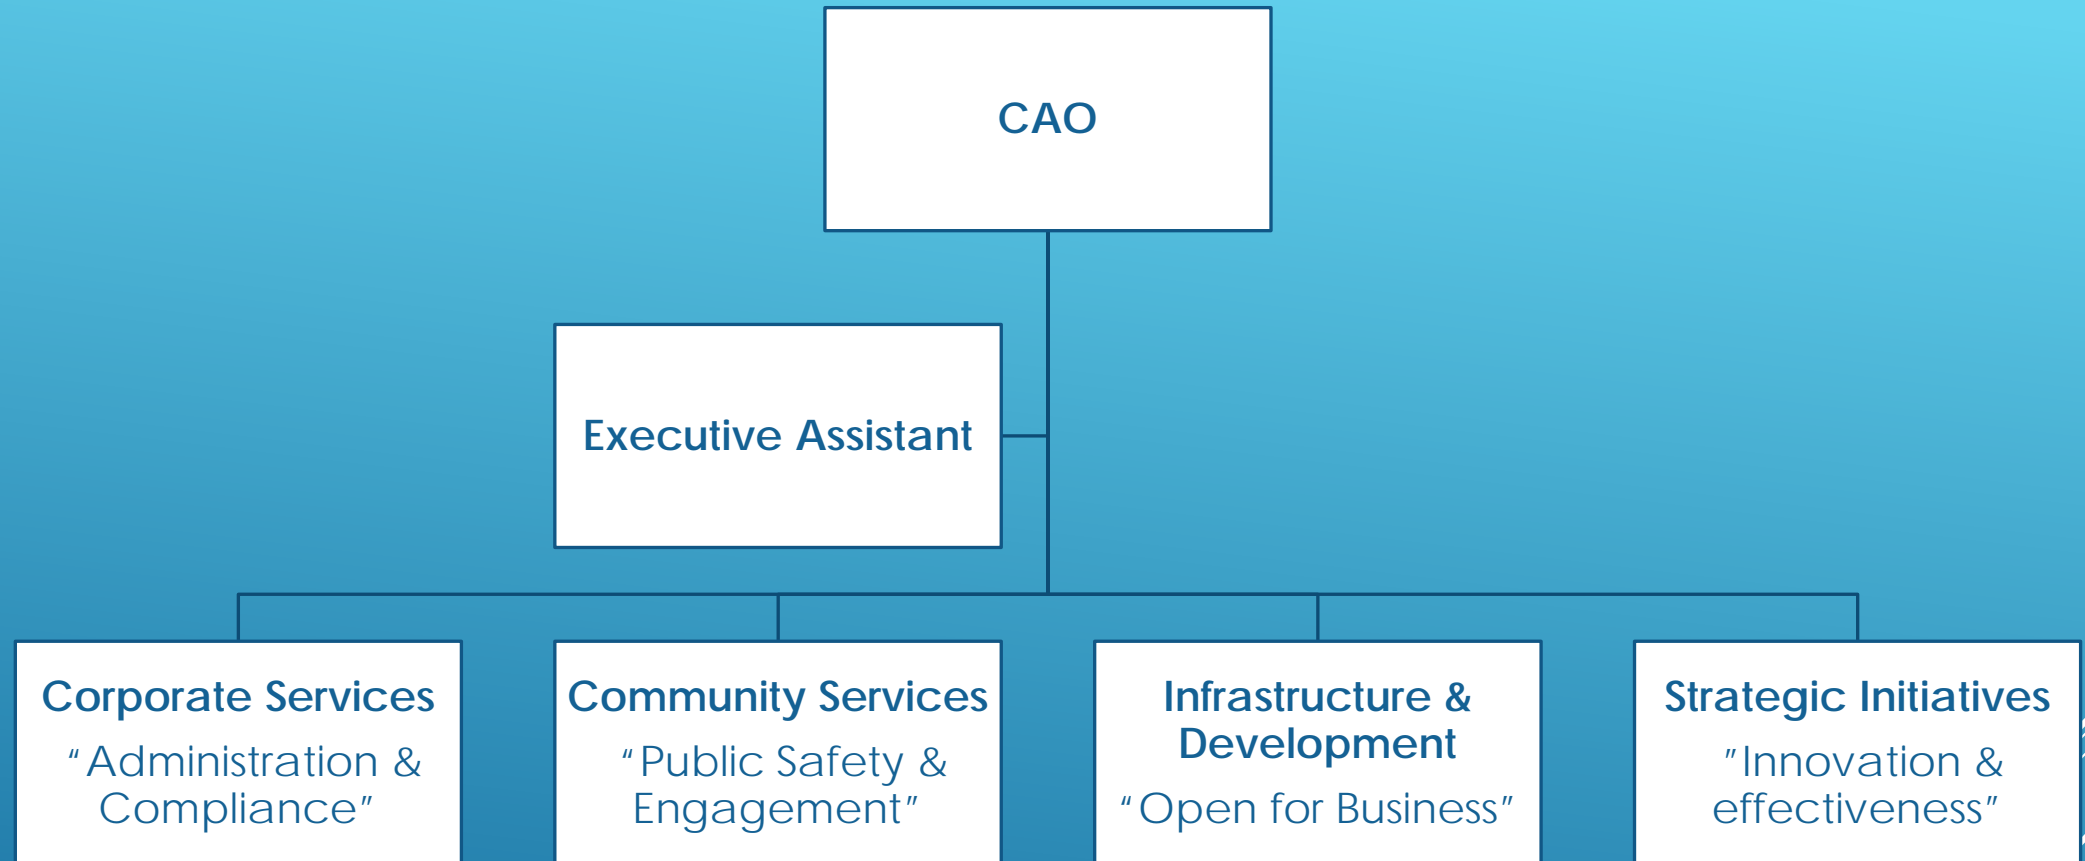 CAO
Executive Assistant
Corporate Services
“Administration &
Compliance”
Community Services
“Public Safety &
Engagement”
Infrastructure &
Development
“Open for Business”
Strategic Initiatives
”Innovation &
effectiveness”